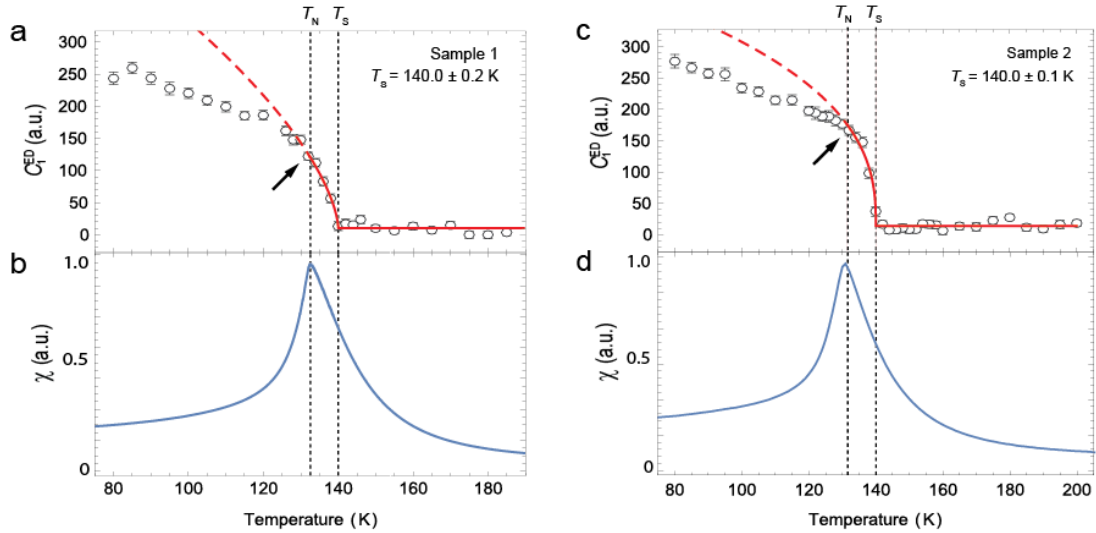 T_N T_S
a
Sample 1
T_s = 140.0 ± 0.2 K
C_1^ED (a.u.)
300
250
200
150
100
50
0
b
χ (a.u.)
1.0
0.5
0
80 100 120 140 160 180
Temperature (K)
T_N T_S
c
Sample 2
T_s = 140.0 ± 0.1 K
C_1^ED (a.u.)
300
250
200
150
100
50
0
d
χ (a.u.)
1.0
0.5
0
80 100 120 140 160 180 200
Temperature (K)